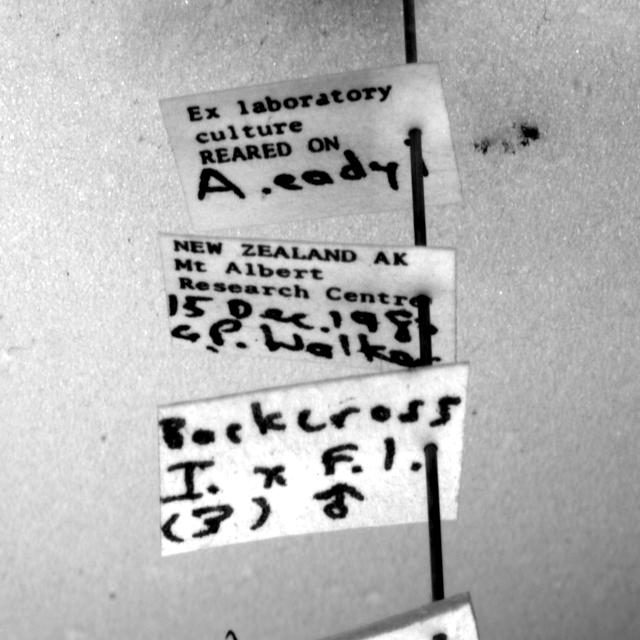 Ex laboratory
culture
REARED ON
A. eady
NEW ZEALAND AK
Mt Albert
Research Centre
15 Dec. 198
G.P. Walker
Backcross
I. x F.1.
(3) ♂